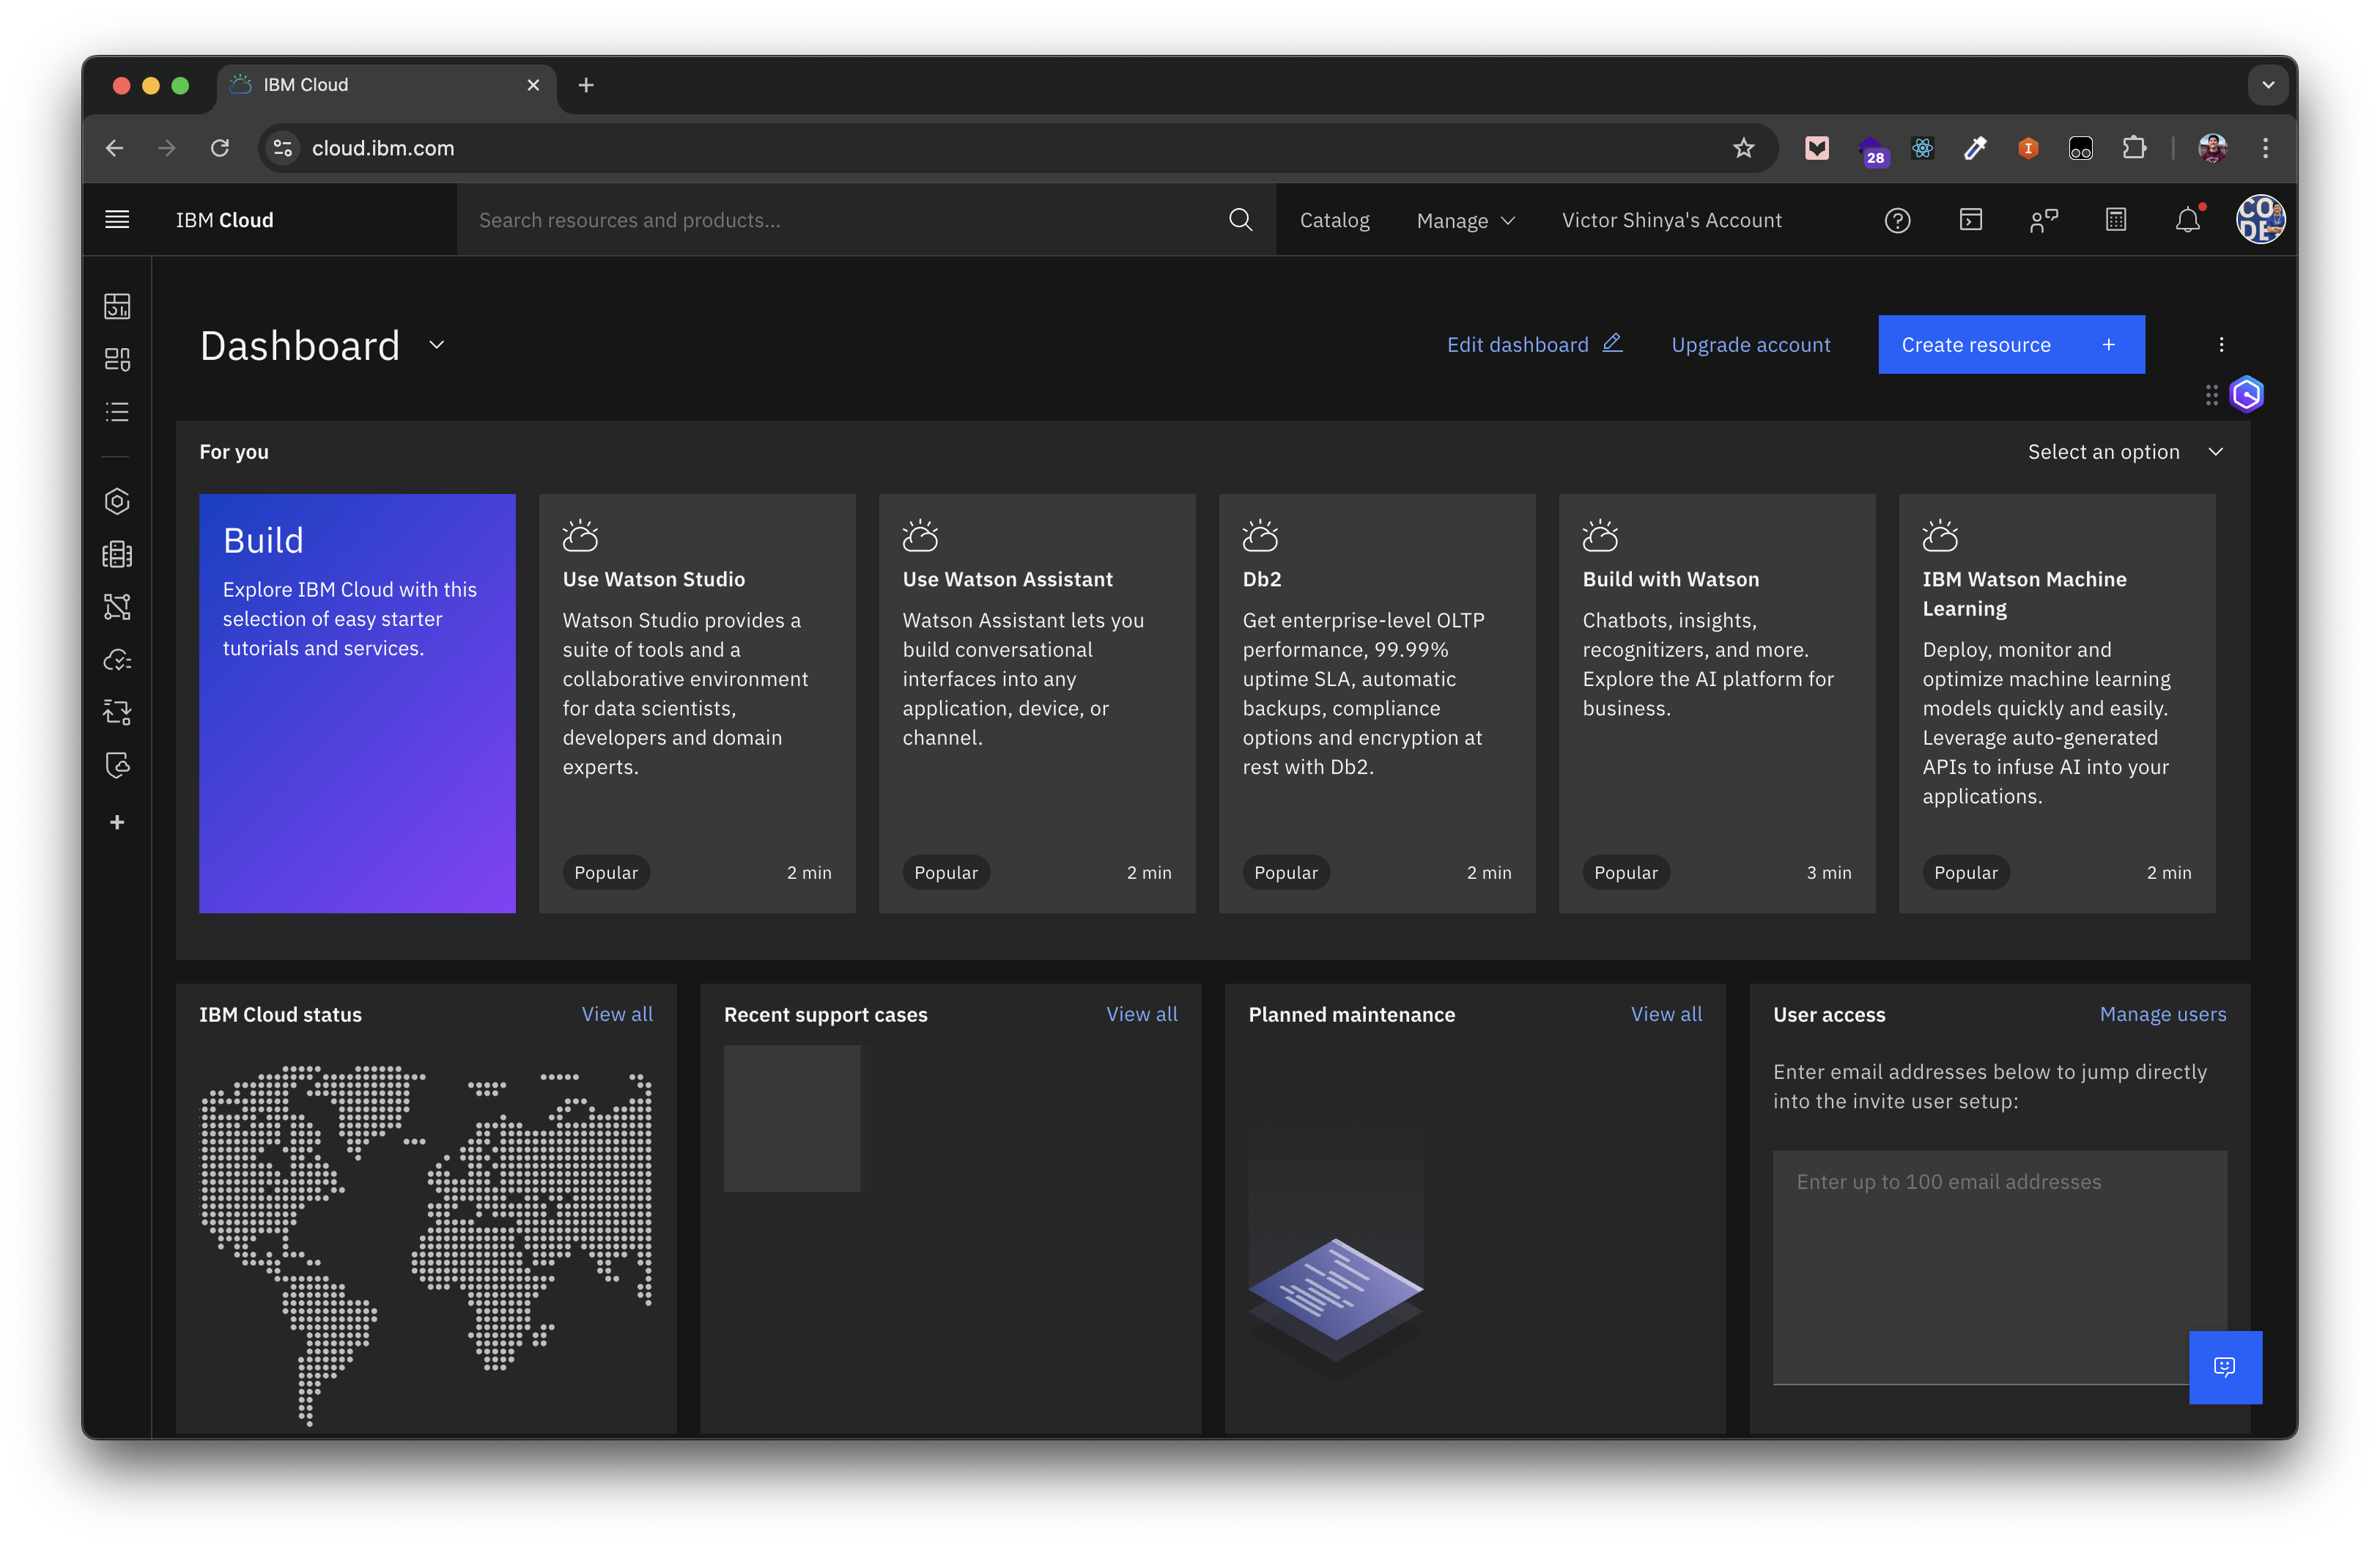 IBM Cloud
cloud.ibm.com
28
IBM Cloud
Search resources and products...
Catalog
Manage
Victor Shinya's Account
CO
DE
Dashboard
Edit dashboard
Upgrade account
Create resource +
For you
Select an option
Build
Explore IBM Cloud with this
selection of easy starter
tutorials and services.
Use Watson Studio
Watson Studio provides a
suite of tools and a
collaborative environment
for data scientists,
developers and domain
experts.
Popular
2 min
Use Watson Assistant
Watson Assistant lets you
build conversational
interfaces into any
application, device, or
channel.
Popular
2 min
Db2
Get enterprise-level OLTP
performance, 99.99%
uptime SLA, automatic
backups, compliance
options and encryption at
rest with Db2.
Popular
2 min
Build with Watson
Chatbots, insights,
recognitizers, and more.
Explore the AI platform for
business.
Popular
3 min
IBM Watson Machine
Learning
Deploy, monitor and
optimize machine learning
models quickly and easily.
Leverage auto-generated
APIs to infuse AI into your
applications.
Popular
2 min
IBM Cloud status
View all
Recent support cases
View all
Planned maintenance
View all
User access
Manage users
Enter email addresses below to jump directly
into the invite user setup:
Enter up to 100 email addresses